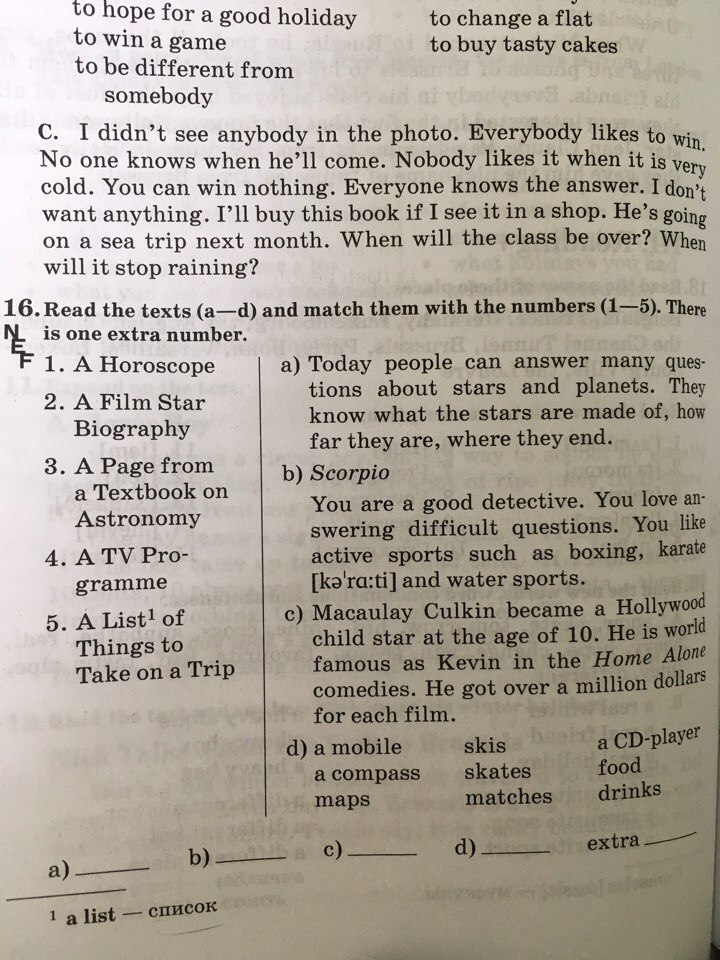 to hope for a good holiday
to win a game
to be different from
somebody
to change a flat
to buy tasty cakes
C. I didn't see anybody in the photo. Everybody likes to win.
No one knows when he'll come. Nobody likes it when it is very
cold. You can win nothing. Everyone knows the answer. I don't
want anything. I'll buy this book if I see it in a shop. He's going
on a sea trip next month. When will the class be over? When
will it stop raining?
16. Read the texts (a—d) and match them with the numbers (1—5). There
is one extra number.
NEF
1. A Horoscope
2. A Film Star
Biography
3. A Page from
a Textbook on
Astronomy
4. A TV Pro-
gramme
5. A List¹ of
Things to
Take on a Trip
a) Today people can answer many ques-
tions about stars and planets. They
know what the stars are made of, how
far they are, where they end.
b) Scorpio
You are a good detective. You love an-
swering difficult questions. You like
active sports such as boxing, karate
[kə'rɑ:ti] and water sports.
c) Macaulay Culkin became a Hollywood
child star at the age of 10. He is world
famous as Kevin in the Home Alone
comedies. He got over a million dollars
for each film.
d) a mobile skis a CD-player
a compass skates food
maps matches drinks
a) ______ b) ______ c) ______ d) ______ extra ______
¹ a list — список